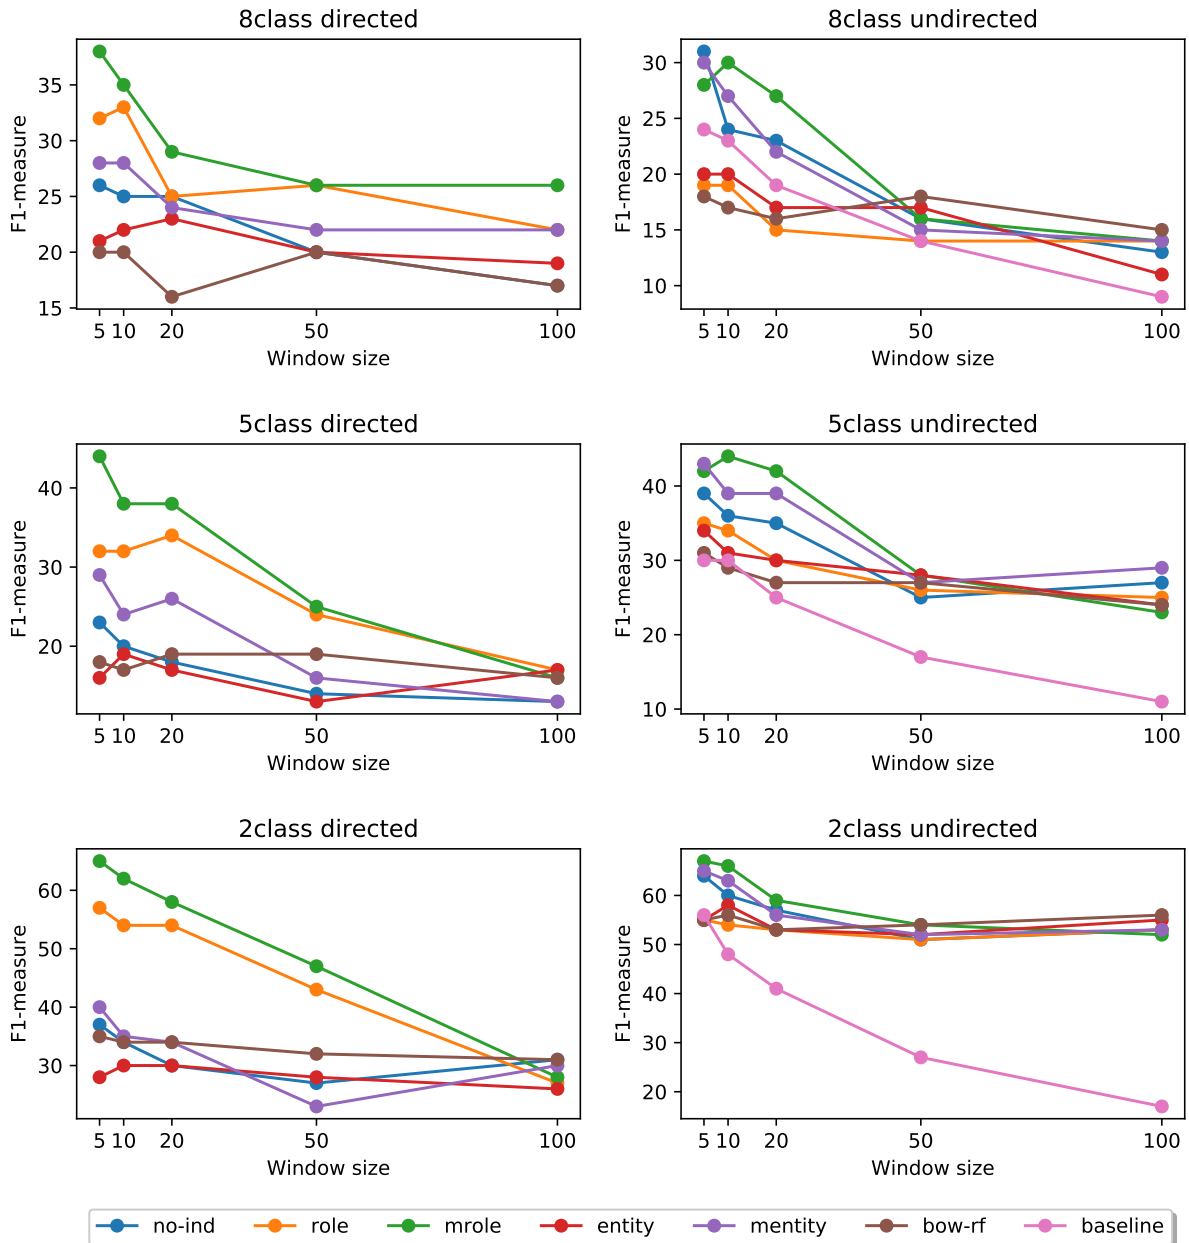 8class directed
F1-measure
35
30
25
20
15
5 10 20 50 100
Window size
8class undirected
F1-measure
30
25
20
15
10
5 10 20 50 100
Window size
5class directed
F1-measure
40
30
20
5 10 20 50 100
Window size
5class undirected
F1-measure
40
30
20
10
5 10 20 50 100
Window size
2class directed
F1-measure
60
50
40
30
5 10 20 50 100
Window size
2class undirected
F1-measure
60
50
40
30
20
5 10 20 50 100
Window size
no-ind role mrole entity mentity bow-rf baseline